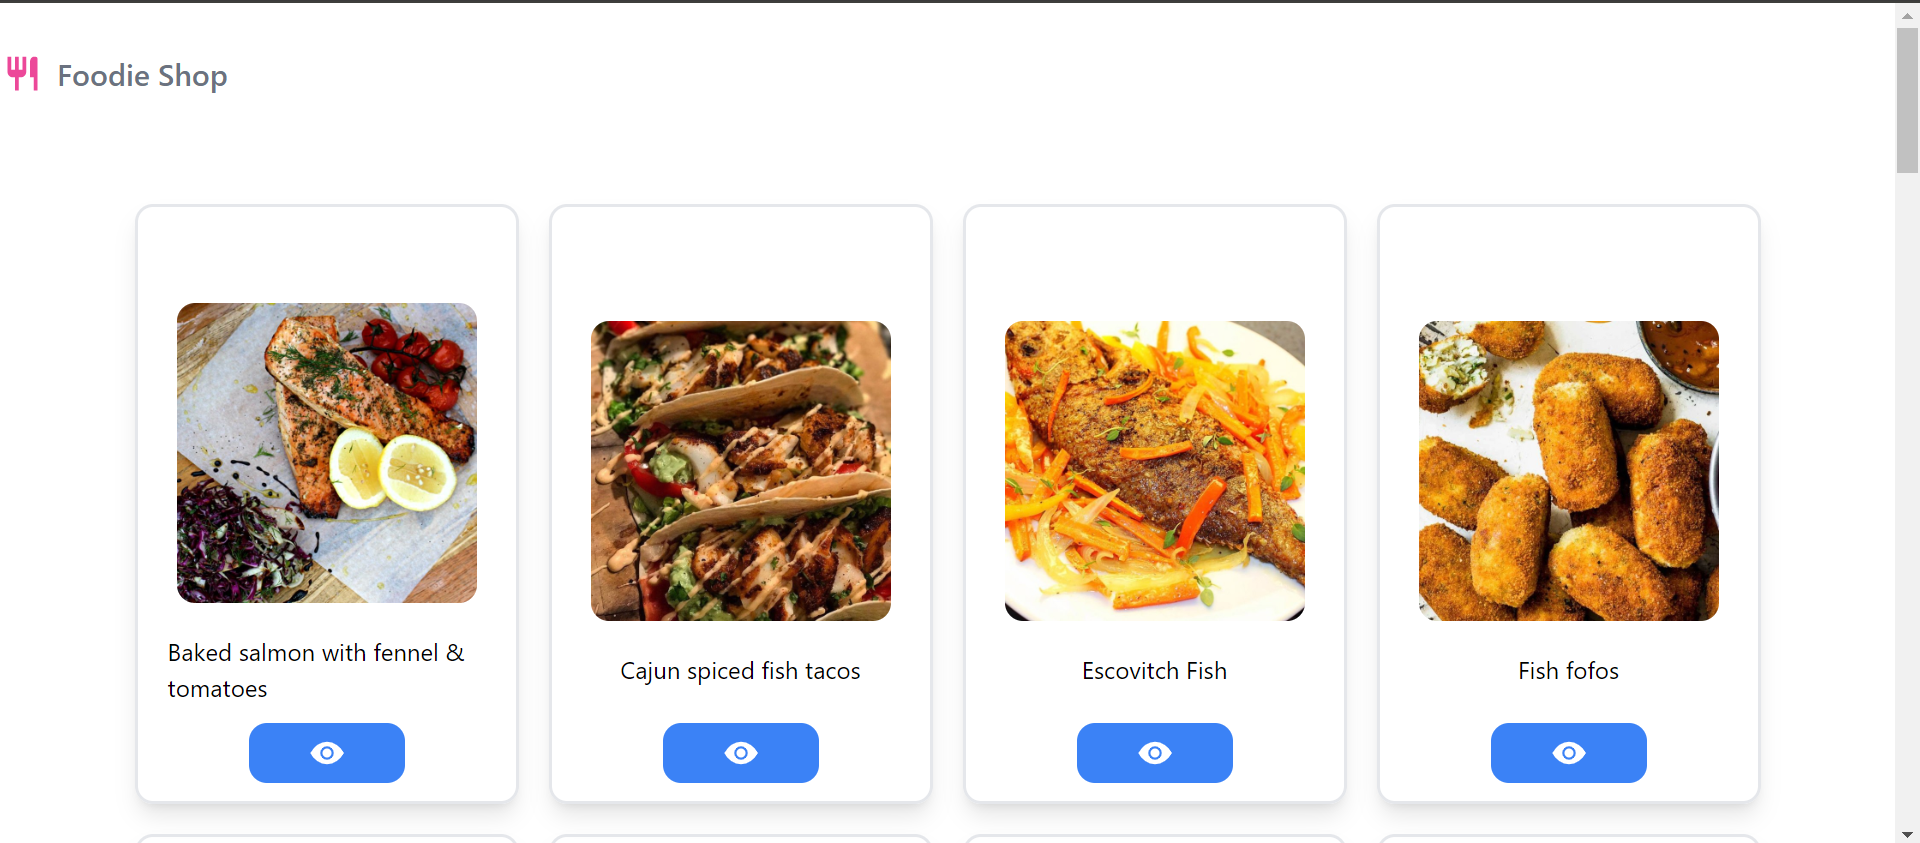 Foodie Shop
Baked salmon with fennel &
tomatoes
Cajun spiced fish tacos
Escovitch Fish
Fish fofos